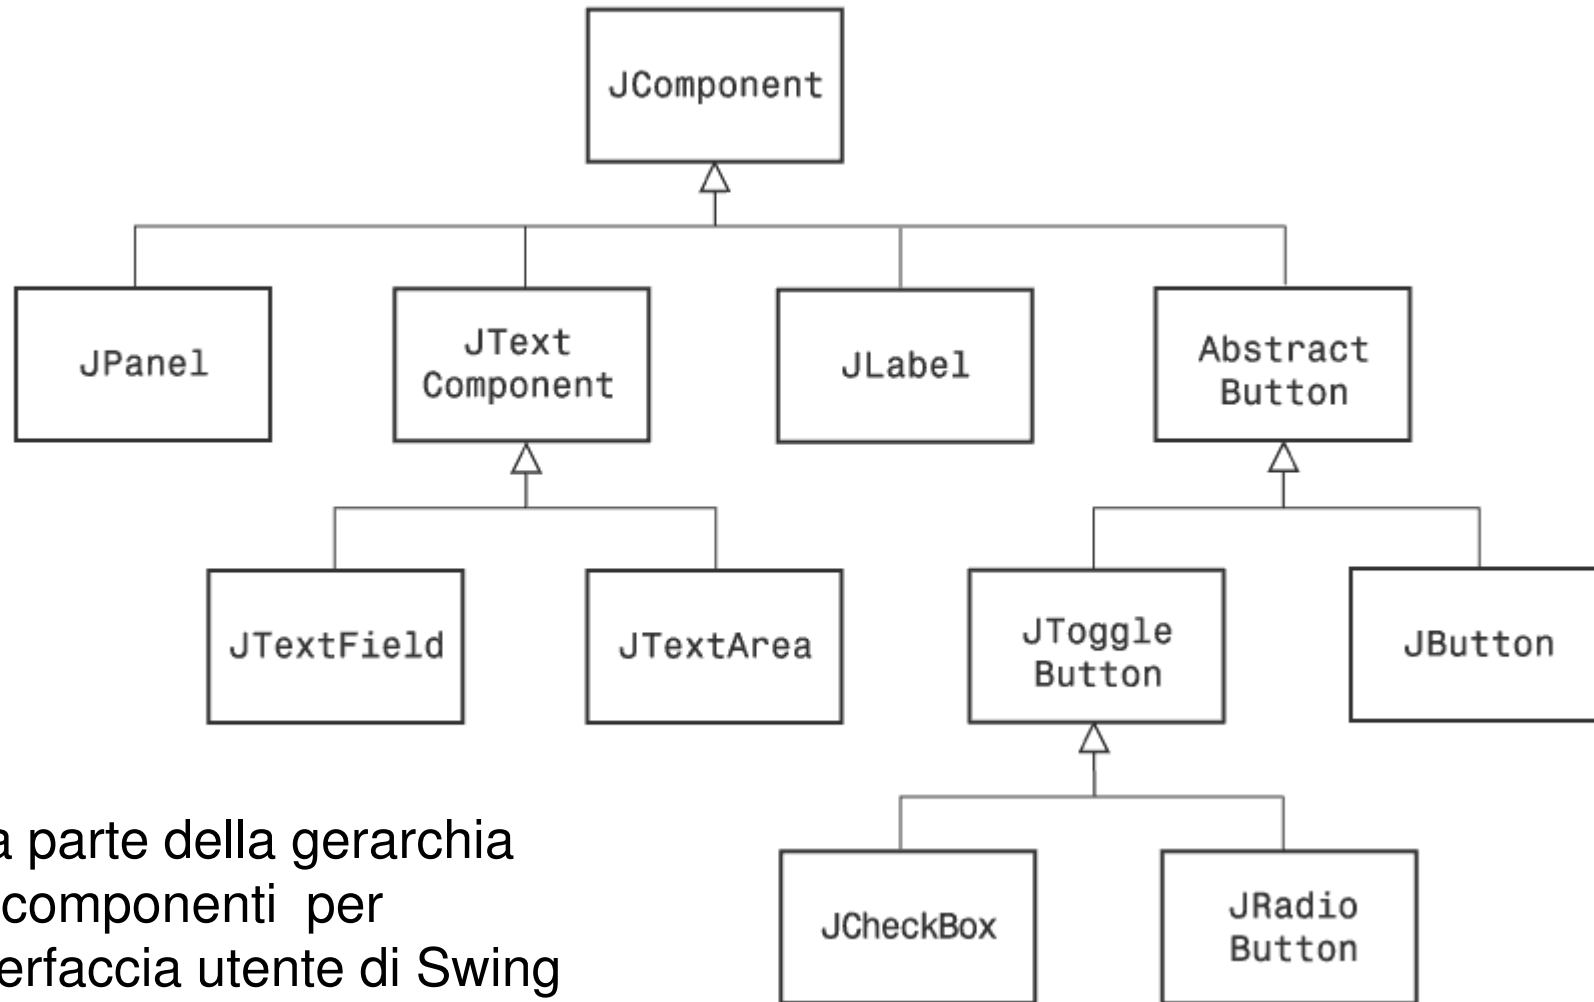 JComponent
JPanel
JText
Component
JLabel
Abstract
Button
JTextField
JTextArea
JToggle
Button
JButton
JCheckBox
JRadio
Button
parte della gerarchia
componenti per
utente di Swing